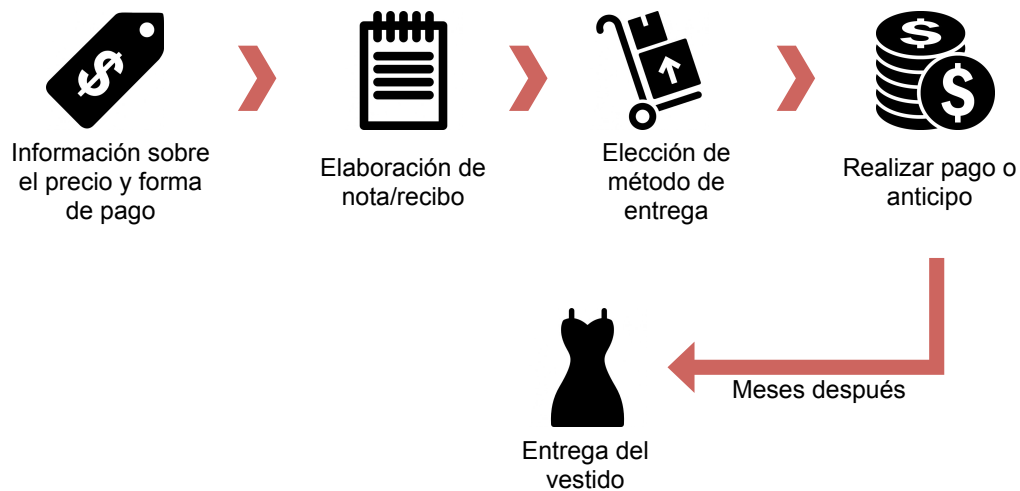 Información sobre
el precio y forma
de pago
Elaboración de
nota/recibo
Elección de
método de
entrega
Realizar pago o
anticipo
Meses después
Entrega del
vestido